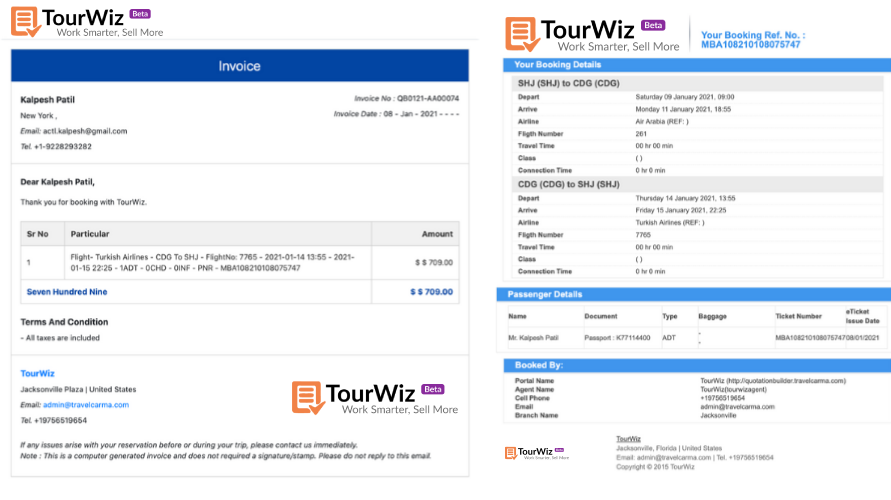 TourWiz Beta
Work Smarter, Sell More
Invoice
Kalpesh Patil
Invoice No : QB0121-AA00074
New York ,
Invoice Date : 08 - Jan - 2021 - - - -
Email: actl.kalpesh@gmail.com
Tel. +1-9228293282
Dear Kalpesh Patil,
Thank you for booking with TourWiz.
Sr No Particular Amount
1 Flight- Turkish Airlines - CDG To SHJ - FlightNo: 7765 - 2021-01-14 13:55 - 2021-
01-15 22:25 - 1ADT - 0CHD - 0INF - PNR - MBA108210108075747 $ $ 709.00
Seven Hundred Nine $ $ 709.00
Terms And Condition
- All taxes are included
TourWiz
Jacksonville Plaza | United States
Email: admin@travelcarma.com
Tel. +19756519654
TourWiz Beta
Work Smarter, Sell More
If any issues arise with your reservation before or during your trip, please contact us immediately.
Note : This is a computer generated invoice and does not required a signature/stamp. Please do not reply to this email.
TourWiz Beta
Work Smarter, Sell More
Your Booking Ref. No. :
MBA108210108075747
Your Booking Details
SHJ (SHJ) to CDG (CDG)
Depart Saturday 09 January 2021, 09:00
Arrive Monday 11 January 2021, 18:55
Airline Air Arabia (REF: )
Fligth Number 261
Travel Time 00 hr 00 min
Class ( )
Connection Time 0 hr 0 min
CDG (CDG) to SHJ (SHJ)
Depart Thursday 14 January 2021, 13:55
Arrive Friday 15 January 2021, 22:25
Airline Turkish Airlines (REF: )
Fligth Number 7765
Travel Time 00 hr 00 min
Class ( )
Connection Time 0 hr 0 min
Passenger Details
Name Document Type Baggage Ticket Number eTicket Issue Date
Mr. Kalpesh Patil Passport : K77114400 ADT - - MBA10821010807574708/01/2021
Booked By:
Portal Name TourWiz (http://quotationbuilder.travelcarma.com)
Agent Name TourWiz(tourwizagent)
Cell Phone +19756519654
Email admin@travelcarma.com
Branch Name Jacksonville
TourWiz Beta
Work Smarter, Sell More
TourWiz
Jacksonville, Florida | United States
Email: admin@travelcarma.com | Tel. +19756519654
Copyright © 2015 TourWiz